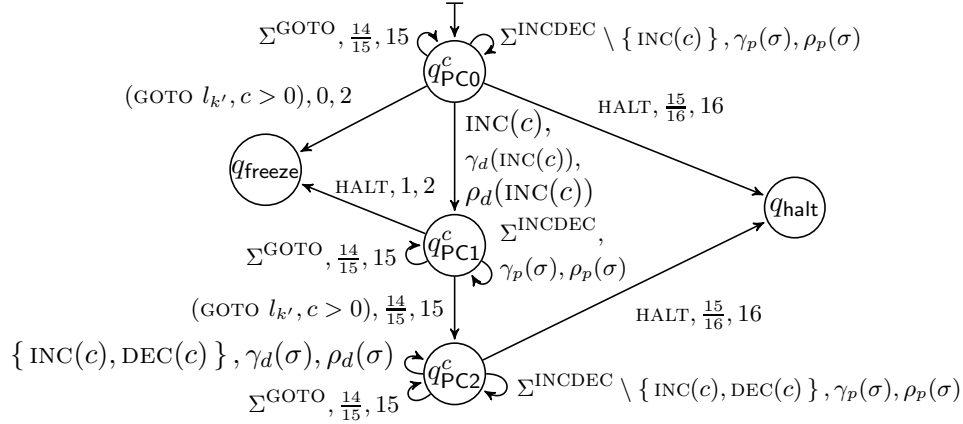 Σ^GOTO, 14/15, 15
Σ^INCDEC \ { INC(c) }, γ_p(σ), ρ_p(σ)
q^c_PC0
(GOTO l_k′, c > 0), 0, 2
HALT, 15/16, 16
INC(c),
γ_d(INC(c)),
ρ_d(INC(c))
q_freeze
HALT, 1, 2
q_halt
Σ^GOTO, 14/15, 15
q^c_PC1
Σ^INCDEC,
γ_p(σ), ρ_p(σ)
(GOTO l_k′, c > 0), 14/15, 15
HALT, 15/16, 16
{ INC(c), DEC(c) }, γ_d(σ), ρ_d(σ)
q^c_PC2
Σ^GOTO, 14/15, 15
Σ^INCDEC \ { INC(c), DEC(c) }, γ_p(σ), ρ_p(σ)